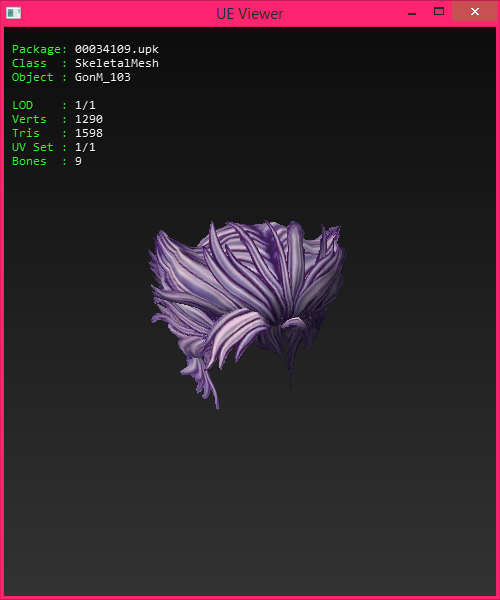 UE Viewer
Package: 00034109.upk
Class  : SkeletalMesh
Object : GonM_103
LOD    : 1/1
Verts  : 1290
Tris   : 1598
UV Set : 1/1
Bones  : 9